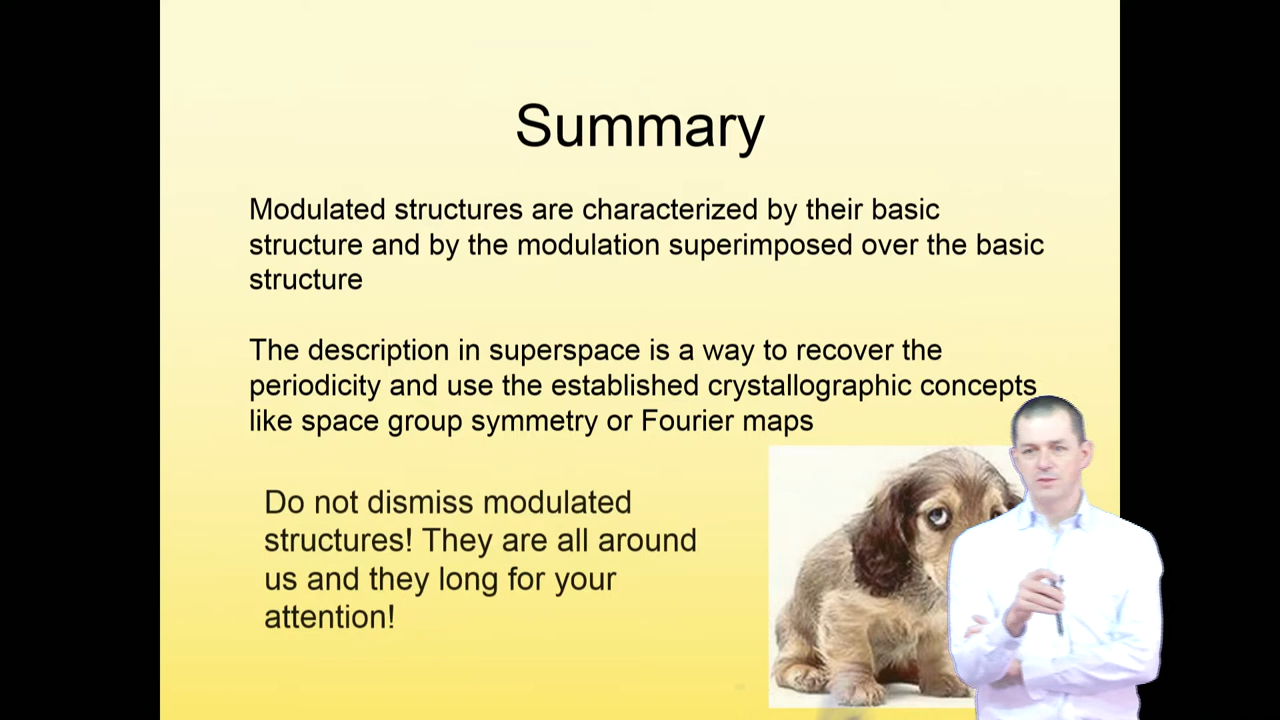 Summary
Modulated structures are characterized by their basic
structure and by the modulation superimposed over the basic
structure
The description in superspace is a way to recover the
periodicity and use the established crystallographic concepts
like space group symmetry or Fourier maps
Do not dismiss modulated
structures! They are all around
us and they long for your
attention!